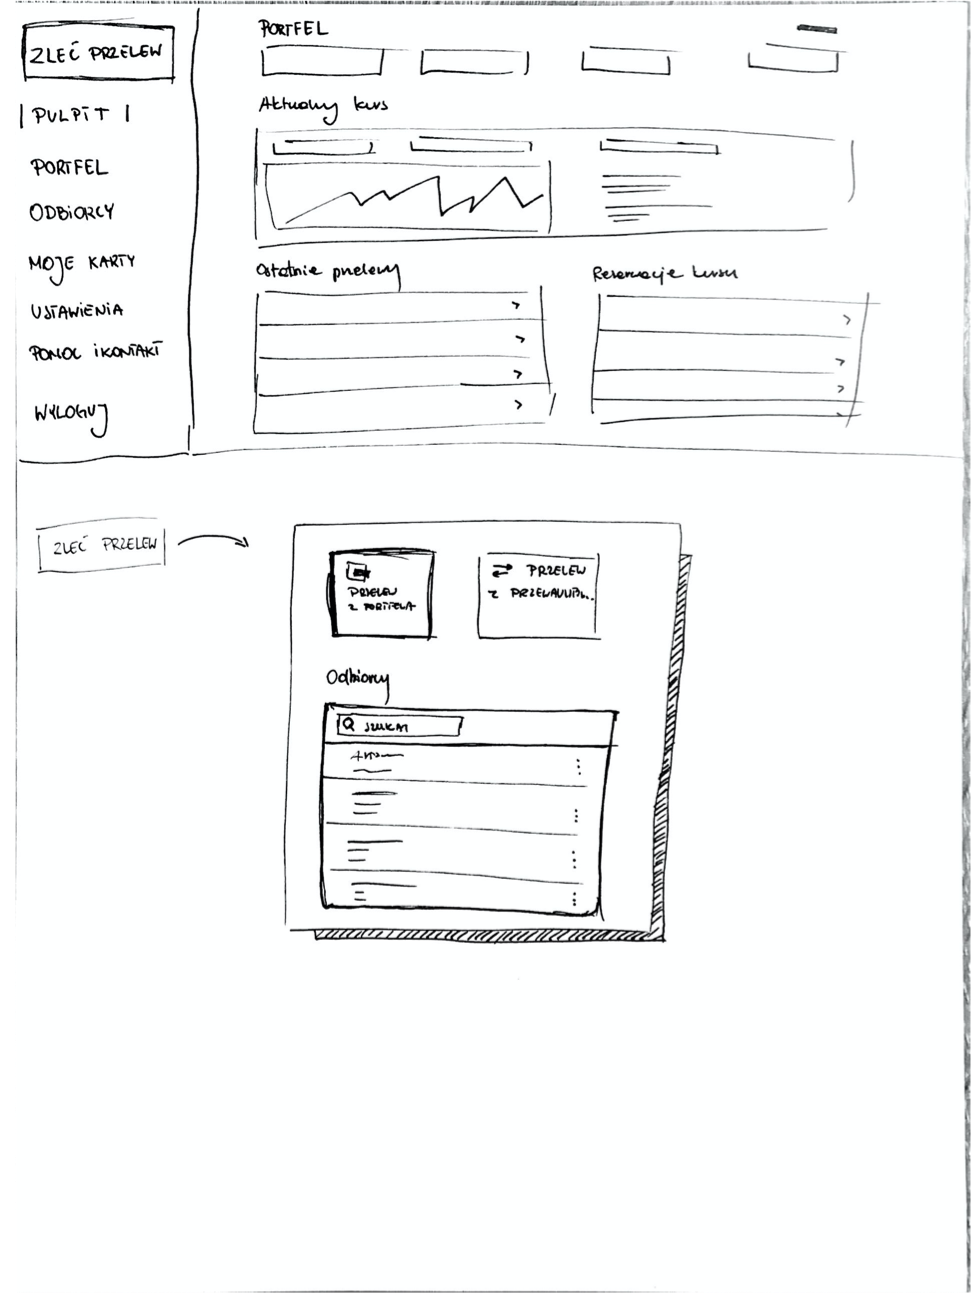 ZLEĆ PRZELEW
PULPIT
PORTFEL
ODBIORCY
MOJE KARTY
USTAWIENIA
POMOC I KONTAKT
WYLOGUJ
PORTFEL
Aktualny kurs
Ostatnie przelewy
Rezerwacje kursu
ZLEĆ PRZELEW
PRZELEW
Z PORTFELA
PRZELEW
Z
Odbiorcy
SZUKAJ